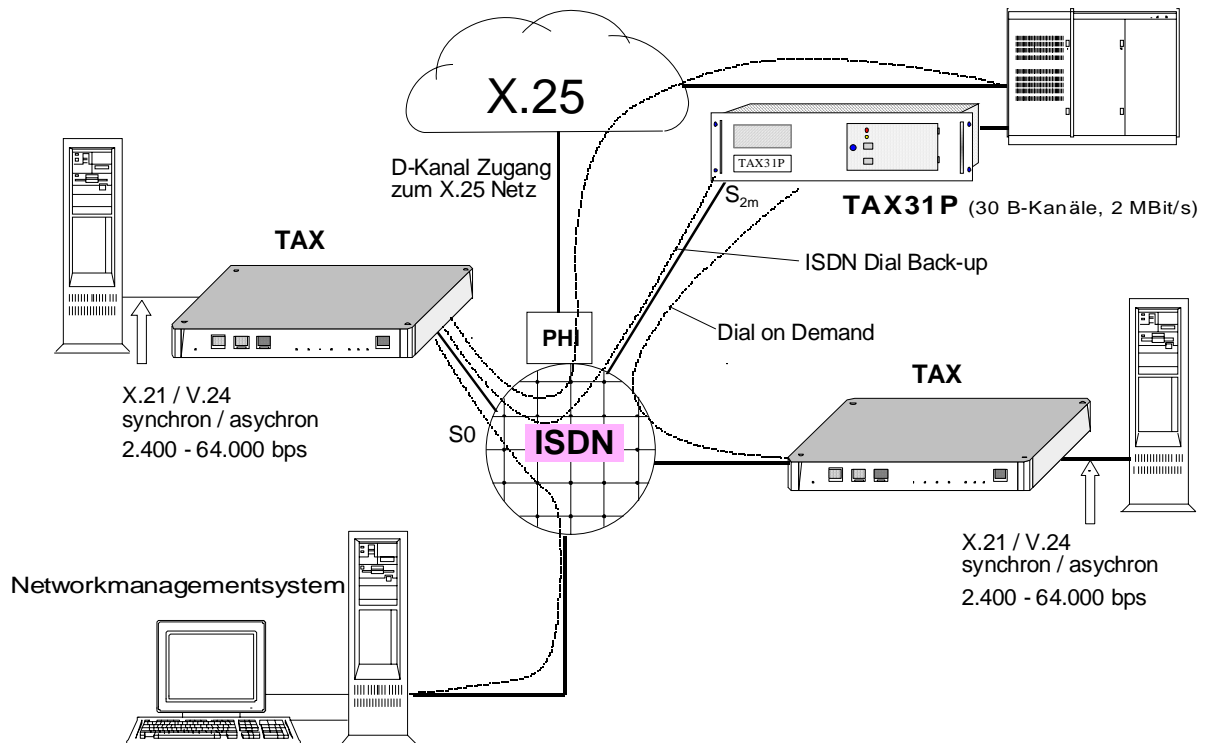 X.25
D-Kanal Zugang
zum X.25 Netz
TAX31P
S2m
TAX31P (30 B-Kanäle, 2 MBit/s)
TAX
ISDN Dial Back-up
Dial on Demand
PHI
TAX
X.21 / V.24
synchron / asychron
2.400 - 64.000 bps
S0
ISDN
X.21 / V.24
synchron / asychron
2.400 - 64.000 bps
Networkmanagementsystem